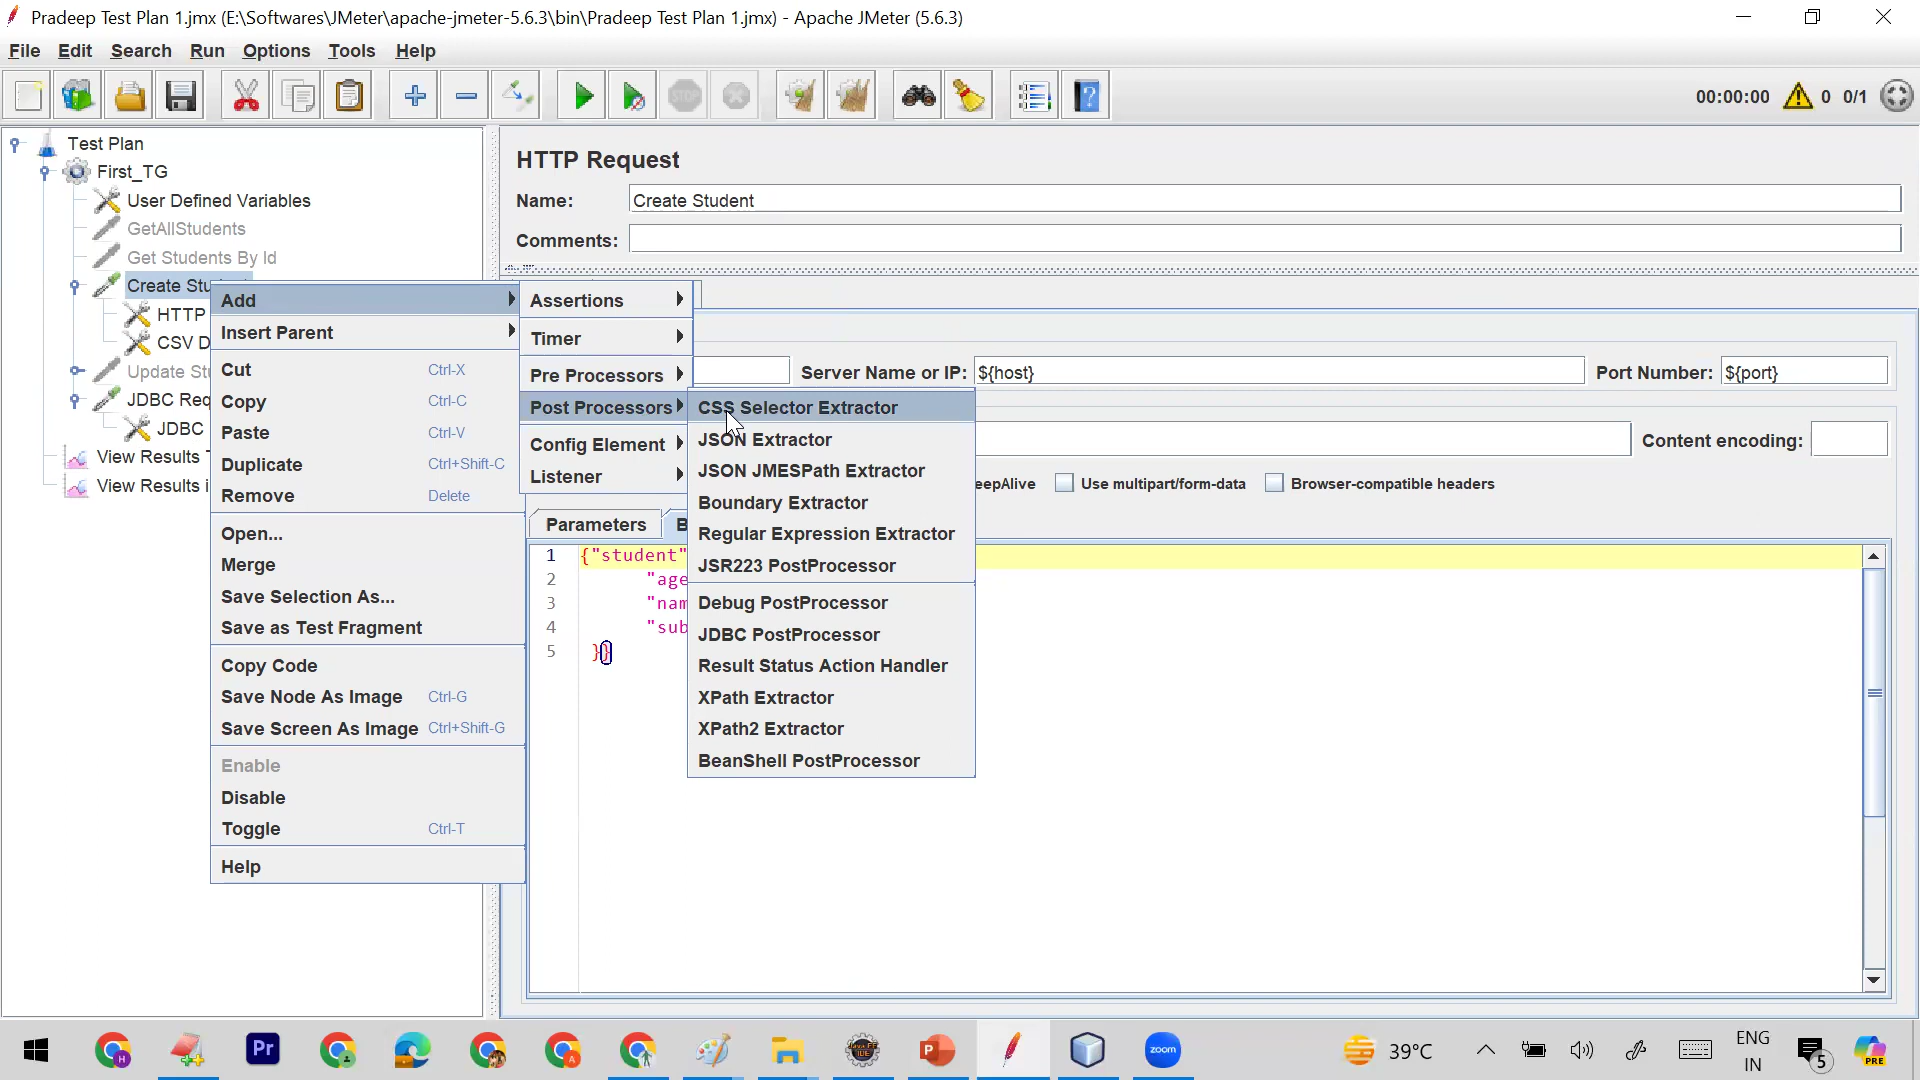 Pradeep Test Plan 1.jmx (E:\Softwares\JMeter\apache-jmeter-5.6.3\bin\Pradeep Test Plan 1.jmx) - Apache JMeter (5.6.3)
File Edit Search Run Options Tools Help
STOP
00:00:00 0 0/1
Test Plan
First_TG
User Defined Variables
GetAllStudents
Get Students By Id
Create Stu
HTTP
CSV D
Update St
JDBC Req
JDBC
View Results
View Results i
HTTP Request
Name: Create Student
Comments:
Add
Insert Parent
Cut Ctrl-X
Copy Ctrl-C
Paste Ctrl-V
Duplicate Ctrl+Shift-C
Remove Delete
Open...
Merge
Save Selection As...
Save as Test Fragment
Copy Code
Save Node As Image Ctrl-G
Save Screen As Image Ctrl+Shift-G
Enable
Disable
Toggle Ctrl-T
Help
Assertions
Timer
Pre Processors
Post Processors
Config Element
Listener
CSS Selector Extractor
JSON Extractor
JSON JMESPath Extractor
Boundary Extractor
Regular Expression Extractor
JSR223 PostProcessor
Debug PostProcessor
JDBC PostProcessor
Result Status Action Handler
XPath Extractor
XPath2 Extractor
BeanShell PostProcessor
Server Name or IP: ${host} Port Number: ${port}
Content encoding:
eepAlive Use multipart/form-data Browser-compatible headers
Parameters B
1 {"student"
2 "age
3 "nam
4 "sub
5 }}
H Pr A P zoom 39°C ENG IN 5 PRE